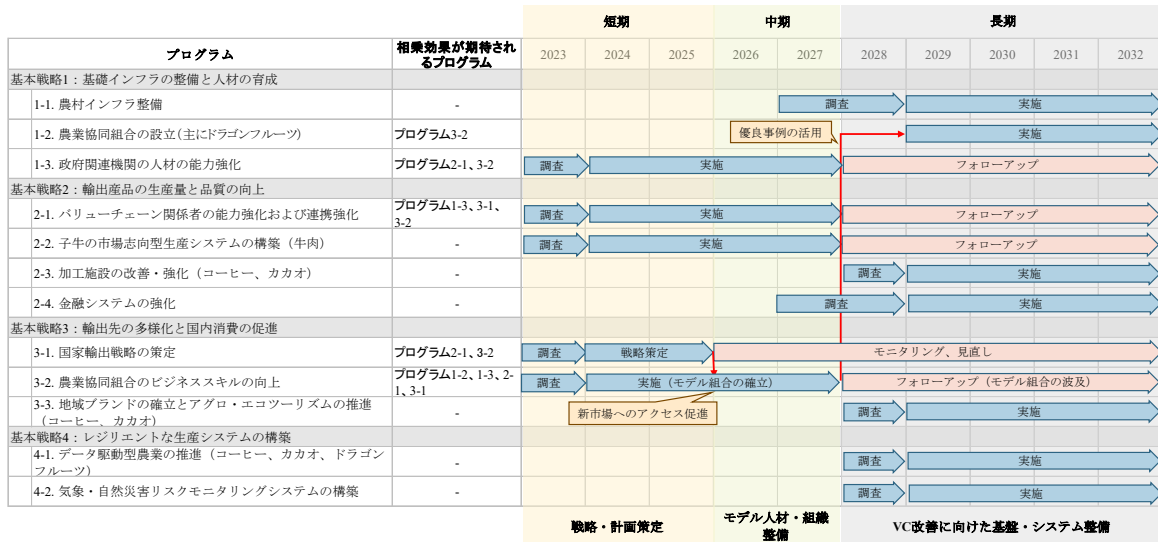 短期 中期 長期
プログラム 相乗効果が期待され
るプログラム 2023 2024 2025 2026 2027 2028 2029 2030 2031 2032
基本戦略1：基礎インフラの整備と人材の育成
1-1. 農村インフラ整備 - 調査 実施
1-2. 農業協同組合の設立(主にドラゴンフルーツ) プログラム3-2 優良事例の活用 実施
1-3. 政府関連機関の人材の能力強化 プログラム2-1、3-2 調査 実施 フォローアップ
基本戦略2：輸出産品の生産量と品質の向上
2-1. バリューチェーン関係者の能力強化および連携強化 プログラム1-3、3-1、
3-2 調査 実施 フォローアップ
2-2. 子牛の市場志向型生産システムの構築（牛肉） - 調査 実施 フォローアップ
2-3. 加工施設の改善・強化（コーヒー、カカオ） - 調査 実施
2-4. 金融システムの強化 - 調査 実施
基本戦略3：輸出先の多様化と国内消費の促進
3-1. 国家輸出戦略の策定 プログラム2-1、3-2 調査 戦略策定 モニタリング、見直し
3-2. 農業協同組合のビジネススキルの向上 プログラム1-2、1-3、2-
1、3-1 調査 実施（モデル組合の確立） フォローアップ（モデル組合の波及）
新市場へのアクセス促進
3-3. 地域ブランドの確立とアグロ・エコツーリズムの推進
（コーヒー、カカオ） - 調査 実施
基本戦略4：レジリエントな生産システムの構築
4-1. データ駆動型農業の推進（コーヒー、カカオ、ドラゴン
フルーツ） - 調査 実施
4-2. 気象・自然災害リスクモニタリングシステムの構築 - 調査 実施
戦略・計画策定 モデル人材・組織
整備 VC改善に向けた基盤・システム整備